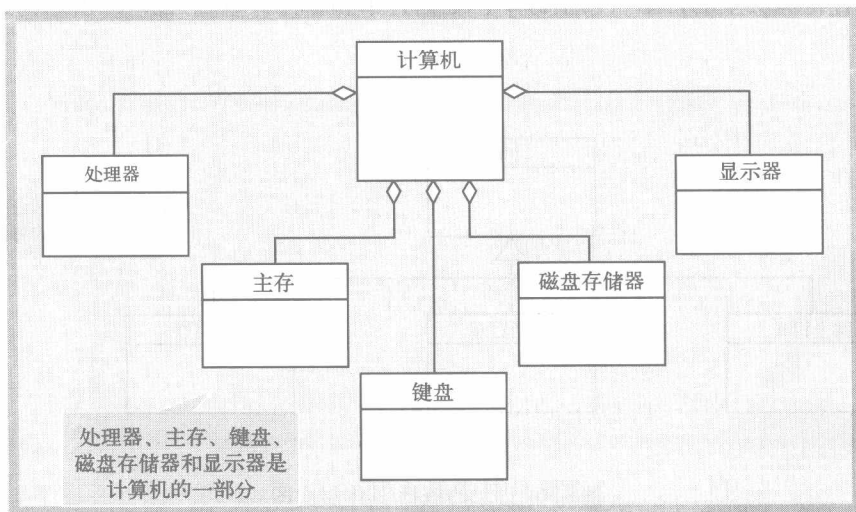 计算机
处理器
显示器
主存
磁盘存储器
键盘
处理器、主存、键盘、
磁盘存储器和显示器是
计算机的一部分